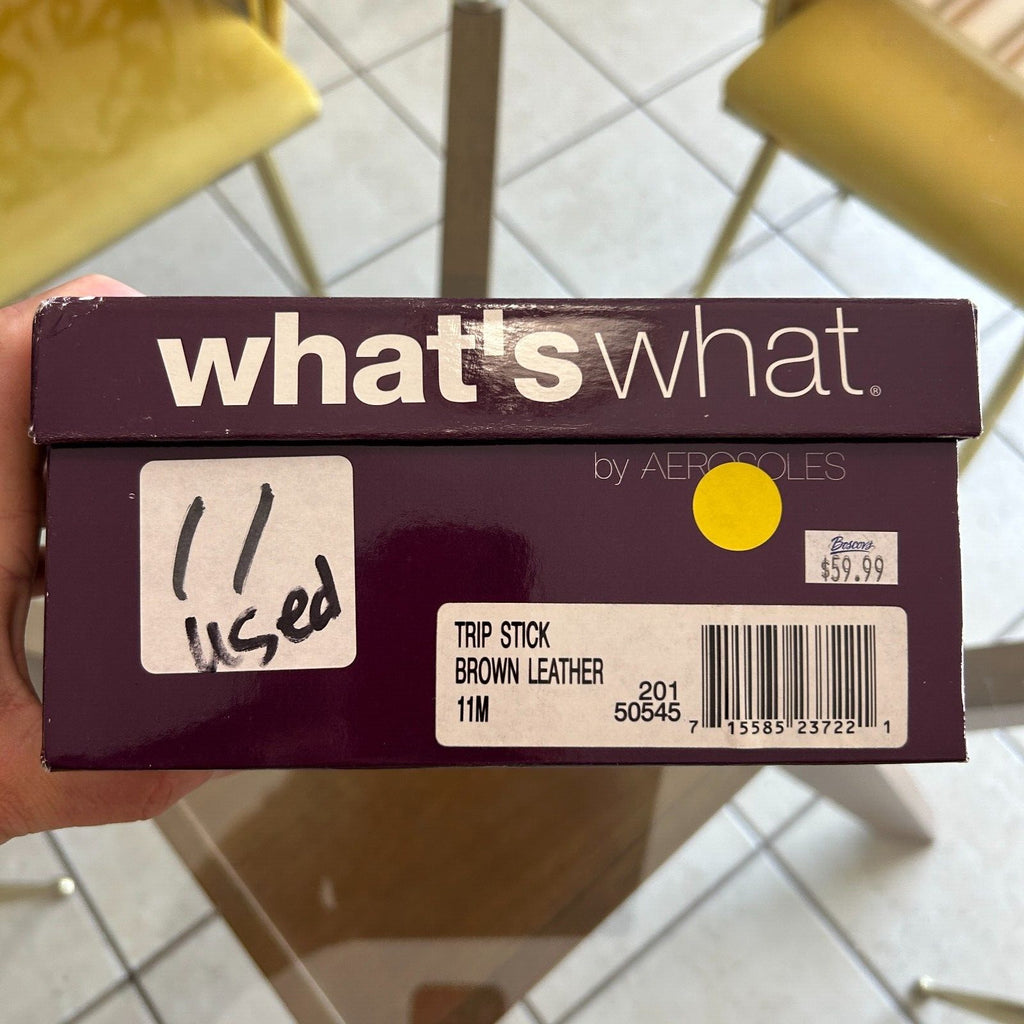 what's what.®
by AEROSOLES
11
used
Boscov's
$59.99
TRIP STICK
BROWN LEATHER
11M
201
50545
7 15585 23722 1